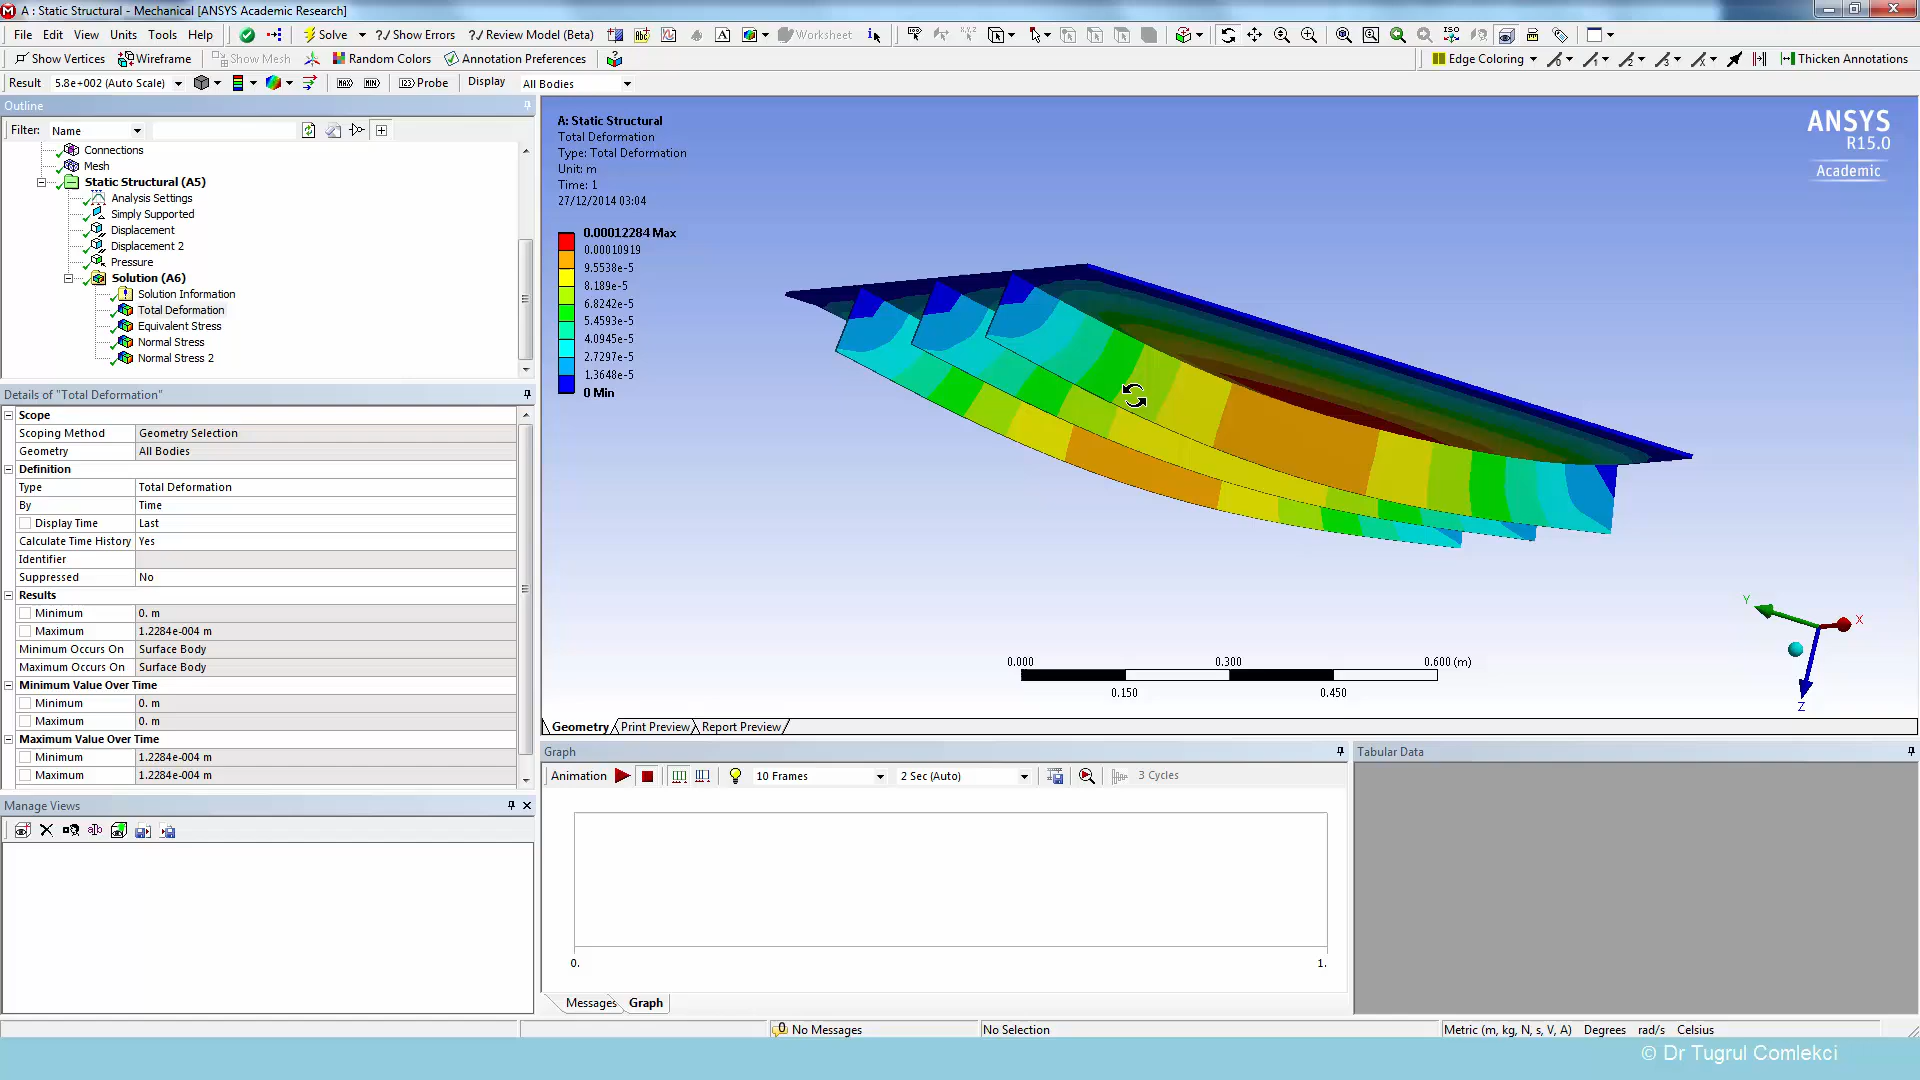 A : Static Structural - Mechanical [ANSYS Academic Research]
File Edit View Units Tools Help Solve ?/ Show Errors ?/ Review Model (Beta) Worksheet
Show Vertices Wireframe Show Mesh Random Colors Annotation Preferences Edge Coloring Thicken Annotations
Result 5.8e+002 (Auto Scale) MAX MIN Probe Display All Bodies
Outline
Filter: Name
Connections
Mesh
Static Structural (A5)
Analysis Settings
Simply Supported
Displacement
Displacement 2
Pressure
Solution (A6)
Solution Information
Total Deformation
Equivalent Stress
Normal Stress
Normal Stress 2
Details of "Total Deformation"
Scope
Scoping Method Geometry Selection
Geometry All Bodies
Definition
Type Total Deformation
By Time
Display Time Last
Calculate Time History Yes
Identifier
Suppressed No
Results
Minimum 0. m
Maximum 1.2284e-004 m
Minimum Occurs On Surface Body
Maximum Occurs On Surface Body
Minimum Value Over Time
Minimum 0. m
Maximum 0. m
Maximum Value Over Time
Minimum 1.2284e-004 m
Maximum 1.2284e-004 m
Manage Views
A: Static Structural
Total Deformation
Type: Total Deformation
Unit: m
Time: 1
27/12/2014 03:04
0.00012284 Max
0.00010919
9.5538e-5
8.189e-5
6.8242e-5
5.4593e-5
4.0945e-5
2.7297e-5
1.3648e-5
0 Min
ANSYS
R15.0
Academic
Y
X
Z
0.000 0.300 0.600 (m)
0.150 0.450
Geometry Print Preview Report Preview
Graph
Animation 10 Frames 2 Sec (Auto) 3 Cycles
0. 1.
Messages Graph
Tabular Data
No Messages No Selection Metric (m, kg, N, s, V, A) Degrees rad/s Celsius
© Dr Tugrul Comlekci